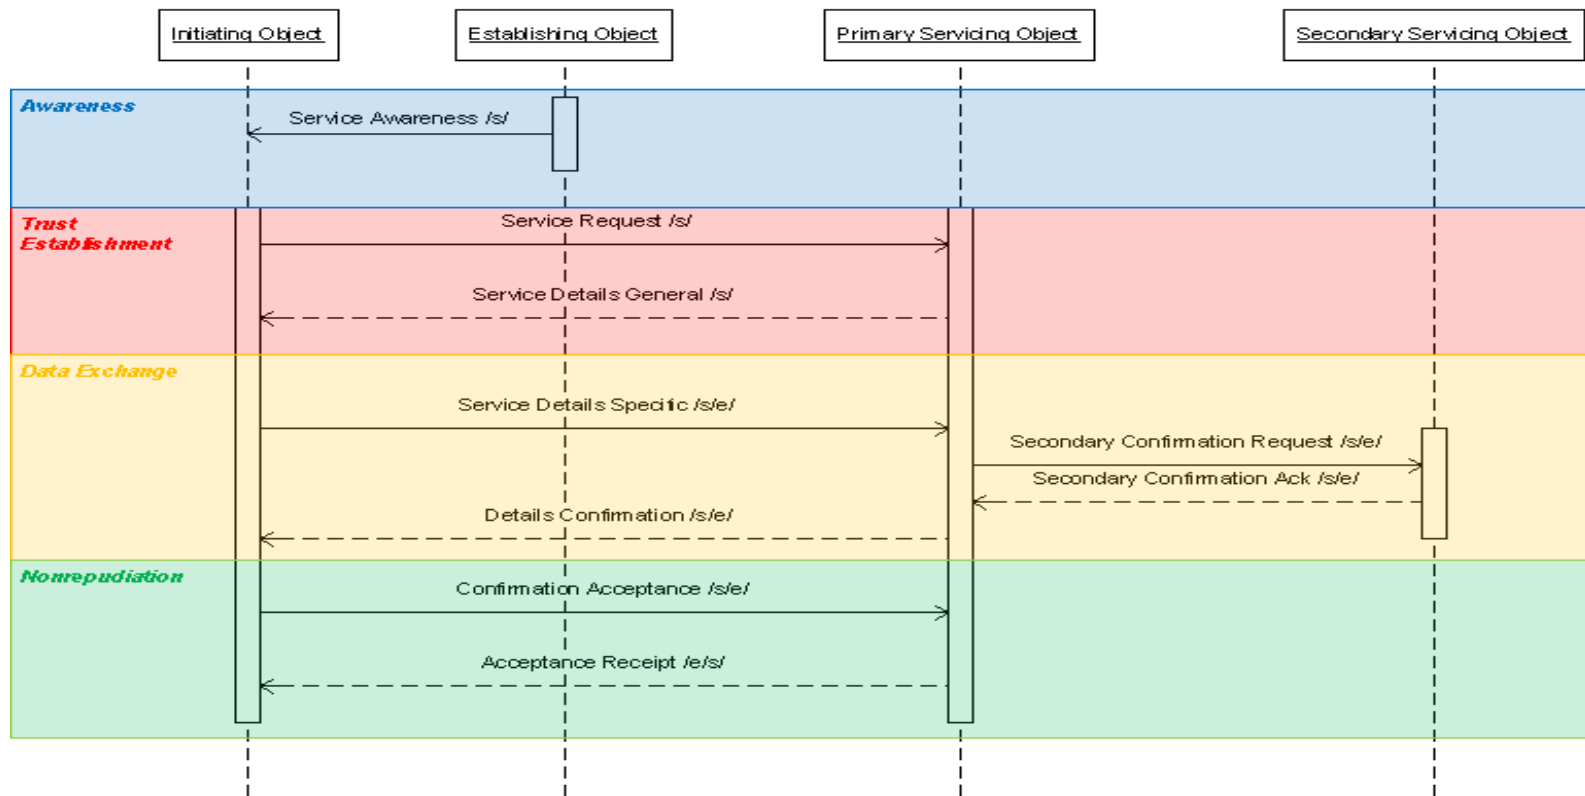 Initiating Object
Establishing Object
Primary Servicing Object
Secondary Servicing Object
Awareness
Service Awareness /s/
Trust
Establishment
Service Request /s/
Service Details General /s/
Data Exchange
Service Details Specific /s/e/
Secondary Confirmation Request /s/e/
Secondary Confirmation Ack /s/e/
Details Confirmation /s/e/
Nonrepudiation
Confirmation Acceptance /s/e/
Acceptance Receipt /e/s/